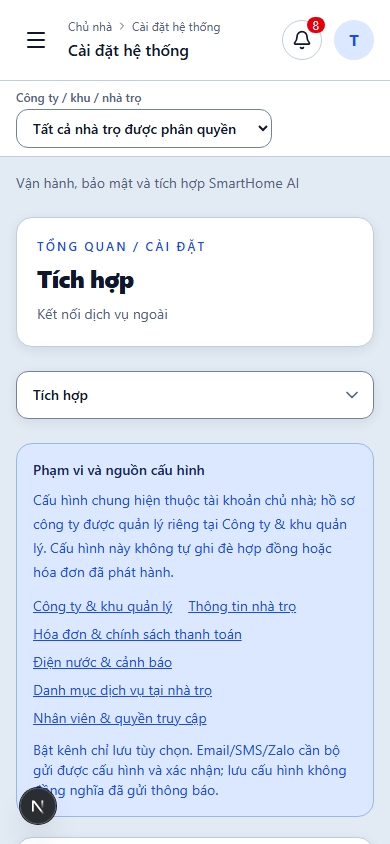 Chủ nhà > Cài đặt hệ thống
Cài đặt hệ thống
8
T
Công ty / khu / nhà trọ
Tất cả nhà trọ được phân quyền
Vận hành, bảo mật và tích hợp SmartHome AI
TỔNG QUAN / CÀI ĐẶT
Tích hợp
Kết nối dịch vụ ngoài
Tích hợp
Phạm vi và nguồn cấu hình
Cấu hình chung hiện thuộc tài khoản chủ nhà; hồ sơ
công ty được quản lý riêng tại Công ty & khu quản
lý. Cấu hình này không tự ghi đè hợp đồng hoặc
hóa đơn đã phát hành.
Công ty & khu quản lý Thông tin nhà trọ
Hóa đơn & chính sách thanh toán
Điện nước & cảnh báo
Danh mục dịch vụ tại nhà trọ
Nhân viên & quyền truy cập
Bật kênh chỉ lưu tùy chọn. Email/SMS/Zalo cần bộ
gửi được cấu hình và xác nhận; lưu cấu hình không
nghĩa đã gửi thông báo.
N